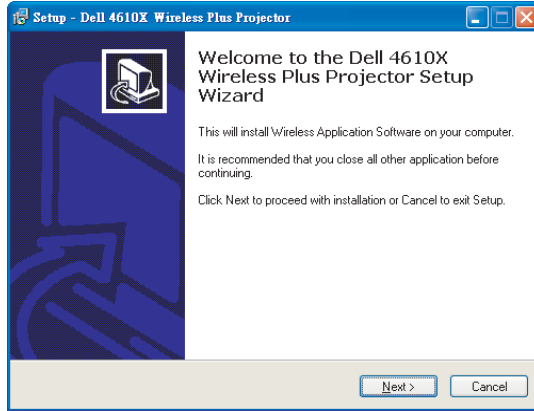 Setup - Dell 4610X Wireless Plus Projector
Welcome to the Dell 4610X
Wireless Plus Projector Setup
Wizard
This will install Wireless Application Software on your computer.
It is recommended that you close all other application before
continuing.
Click Next to proceed with installation or Cancel to exit Setup.
Next >
Cancel